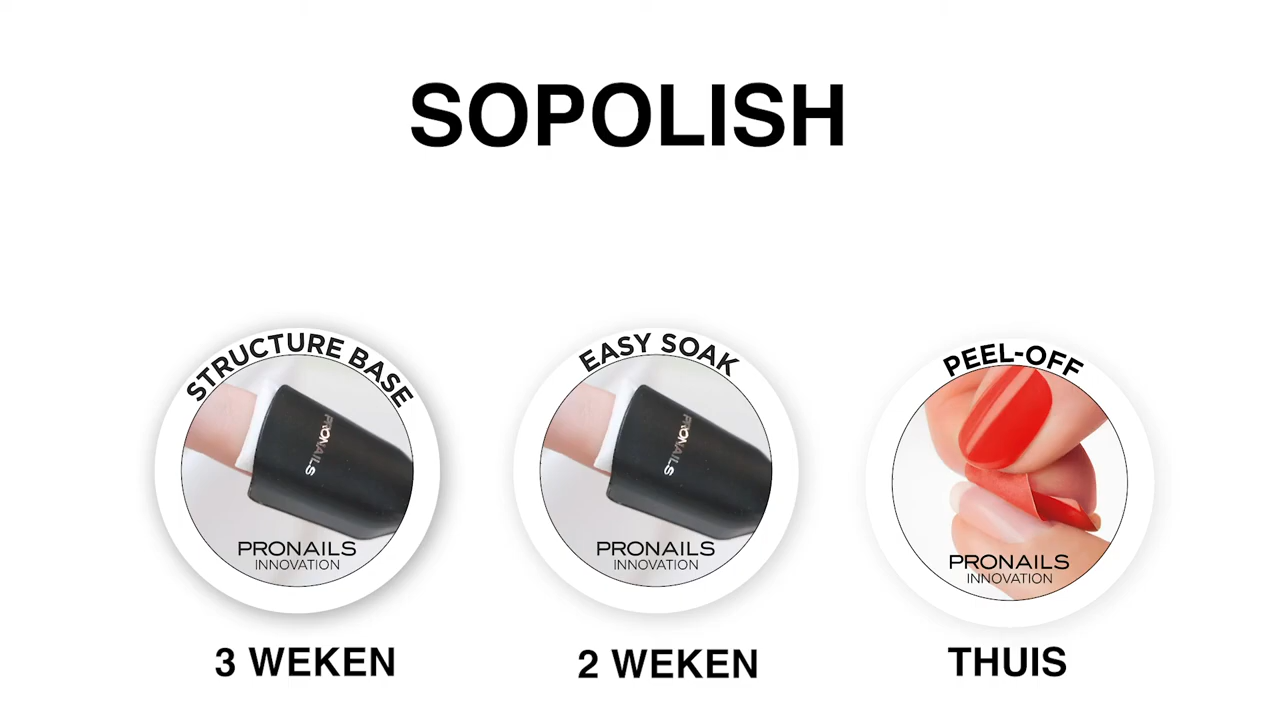 SOPOLISH
STRUCTURE BASE
PRONAILS
PRONAILS
INNOVATION
3 WEKEN
EASY SOAK
PRONAILS
PRONAILS
INNOVATION
2 WEKEN
PEEL-OFF
PRONAILS
INNOVATION
THUIS